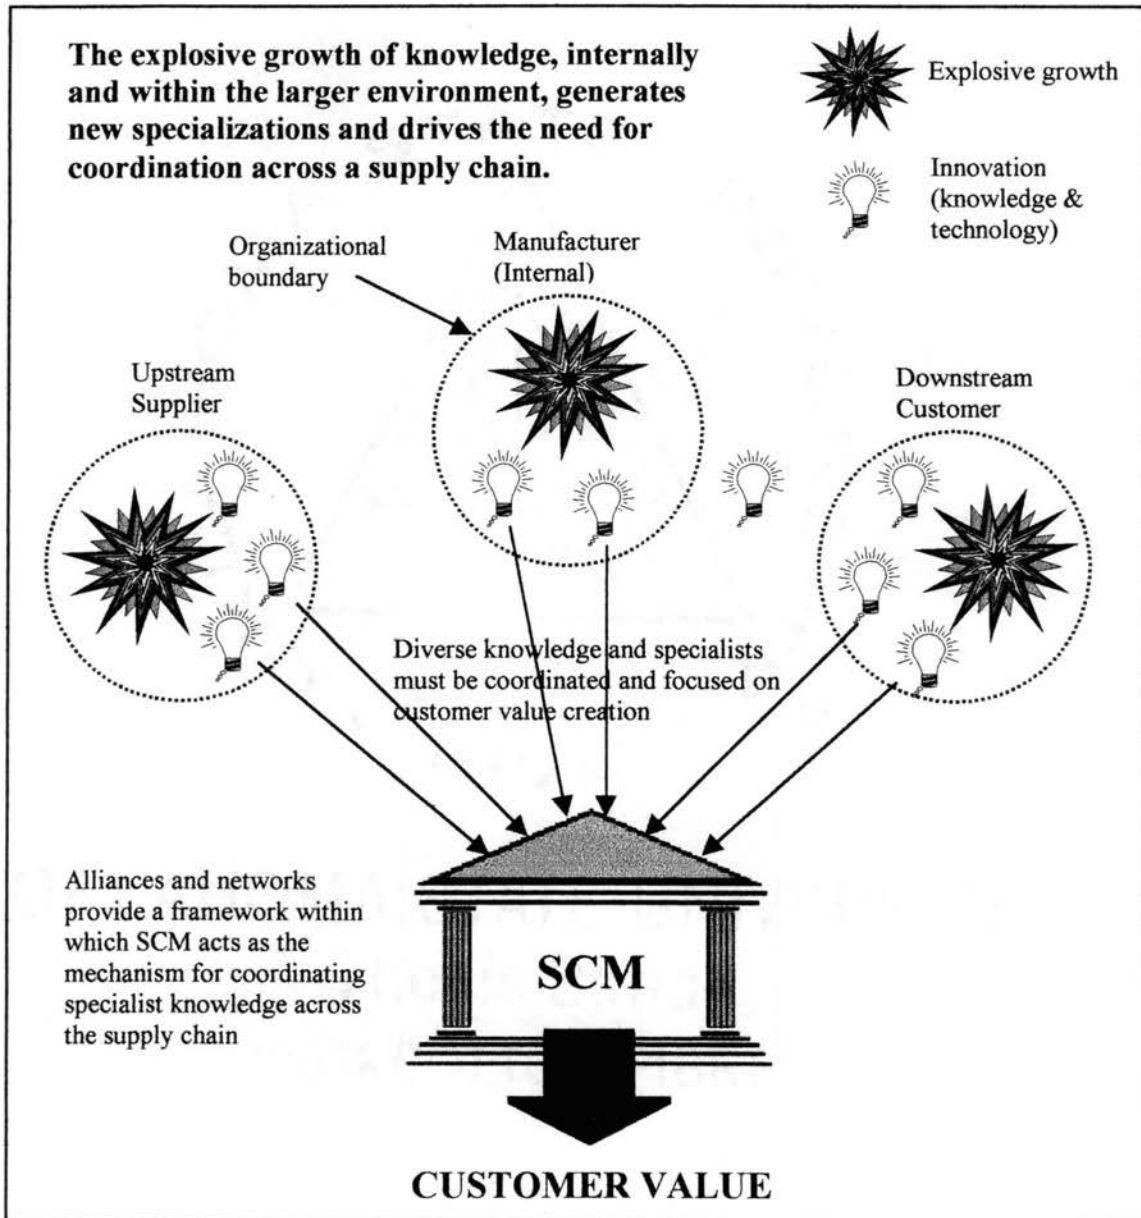 The explosive growth of knowledge, internally
and within the larger environment, generates
new specializations and drives the need for
coordination across a supply chain.
Explosive growth
Innovation
(knowledge &
technology)
Organizational
boundary
Manufacturer
(Internal)
Upstream
Supplier
Downstream
Customer
Diverse knowledge and specialists
must be coordinated and focused on
customer value creation
Alliances and networks
provide a framework within
which SCM acts as the
mechanism for coordinating
specialist knowledge across
the supply chain
SCM
CUSTOMER VALUE